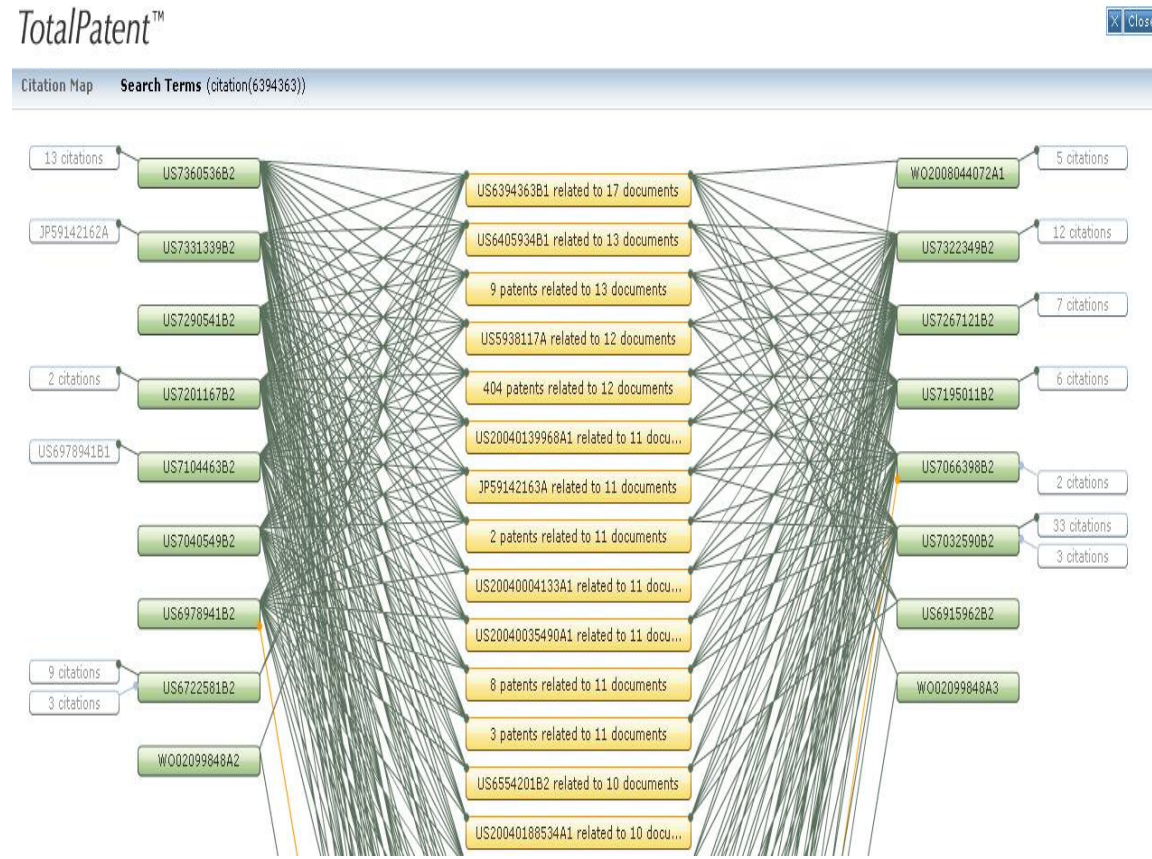 TotalPatent™
X Close
Citation Map Search Terms (citation(6394363))
13 citations
US7360536B2
JP59142162A
US7331339B2
US7290541B2
2 citations
US7201167B2
US6978941B1
US7104463B2
US7040549B2
US6978941B2
9 citations
US6722581B2
3 citations
WO02099848A2
US6394363B1 related to 17 documents
US6405934B1 related to 13 documents
9 patents related to 13 documents
US5938117A related to 12 documents
404 patents related to 12 documents
US20040139968A1 related to 11 docu...
JP59142163A related to 11 documents
2 patents related to 11 documents
US20040004133A1 related to 11 docu...
US20040035490A1 related to 11 docu...
8 patents related to 11 documents
3 patents related to 11 documents
US6554201B2 related to 10 documents
US20040188534A1 related to 10 docu...
WO2008044072A1
5 citations
US7322349B2
12 citations
US7267121B2
7 citations
US7195011B2
6 citations
US7066398B2
2 citations
US7032590B2
33 citations
3 citations
US6915962B2
WO02099848A3